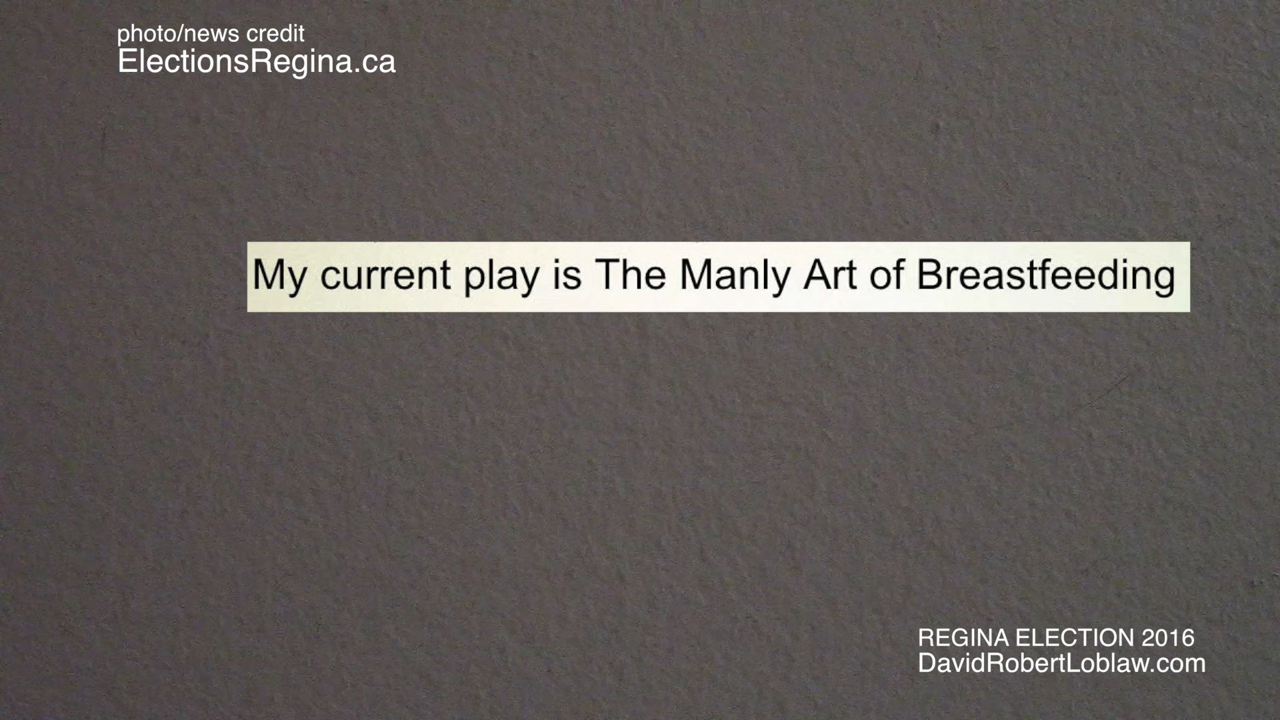 photo/news credit
ElectionsRegina.ca
My current play is The Manly Art of Breastfeeding
REGINA ELECTION 2016
DavidRobertLoblaw.com